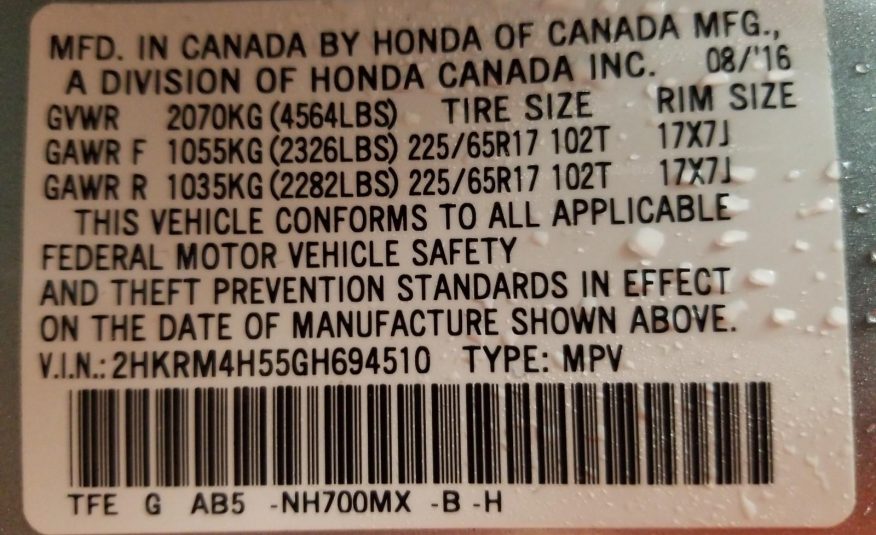 MFD. IN CANADA BY HONDA OF CANADA MFG.,
A DIVISION OF HONDA CANADA INC. 08/'16
GVWR 2070KG (4564LBS) TIRE SIZE RIM SIZE
GAWR F 1055KG (2326LBS) 225/65R17 102T 17X7J
GAWR R 1035KG (2282LBS) 225/65R17 102T 17X7J
THIS VEHICLE CONFORMS TO ALL APPLICABLE
FEDERAL MOTOR VEHICLE SAFETY
AND THEFT PREVENTION STANDARDS IN EFFECT
ON THE DATE OF MANUFACTURE SHOWN ABOVE.
V.I.N.: 2HKRM4H55GH694510 TYPE: MPV
TFE G AB5 -NH700MX -B -H